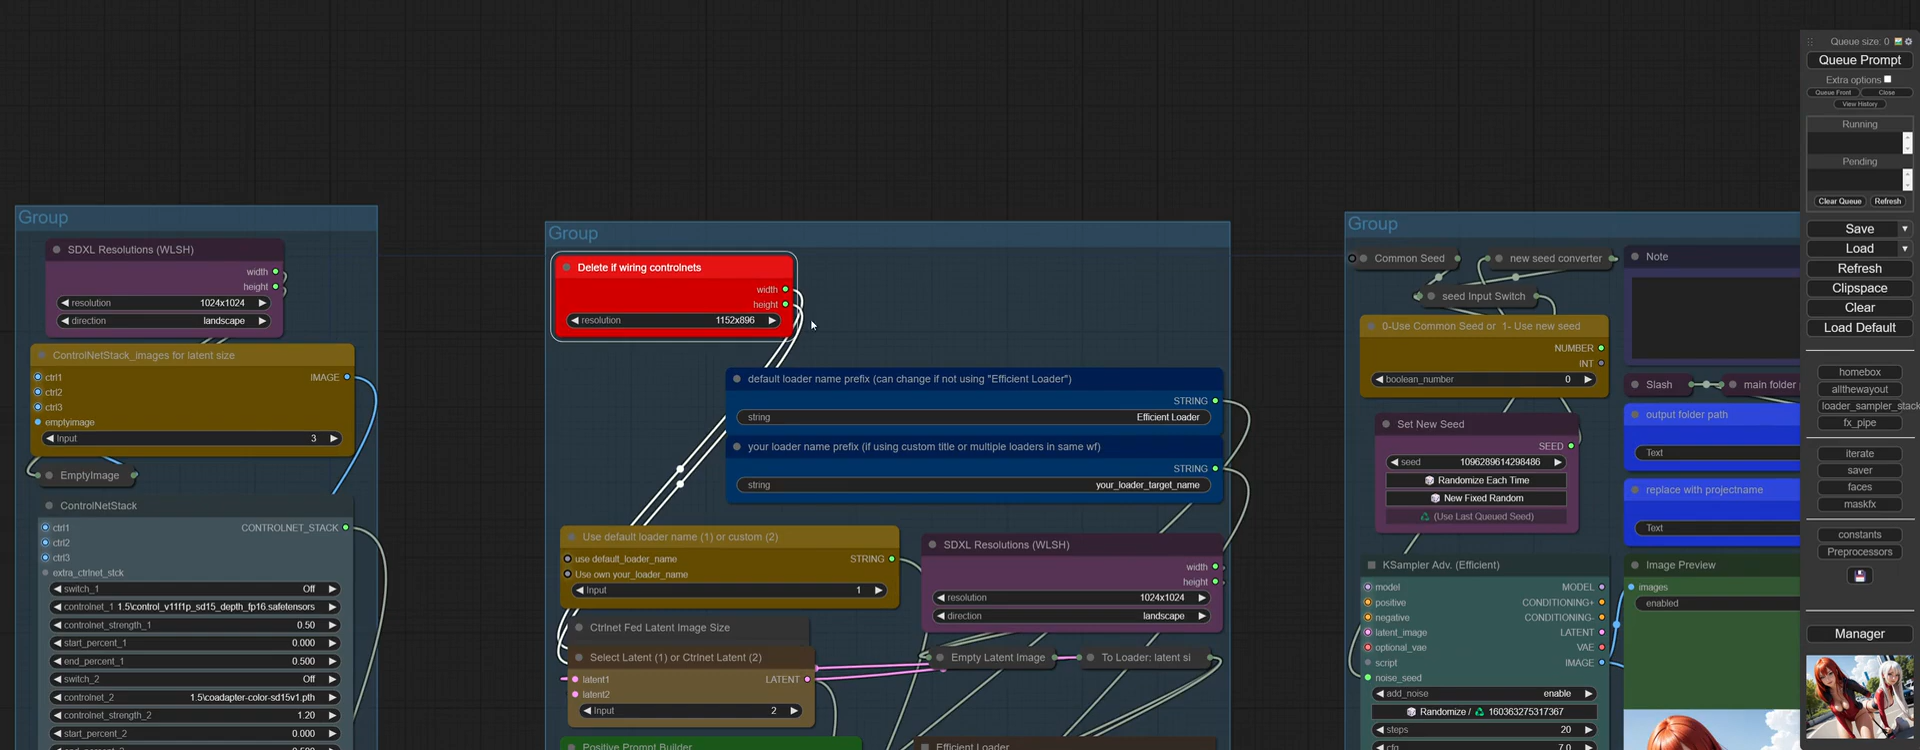 Group
SDXL Resolutions (WLSH)
width
height
resolution 1024x1024
direction landscape
ControlNetStack_images for latent size
ctrl1 IMAGE
ctrl2
ctrl3
emptyimage
Input 3
EmptyImage
ControlNetStack
ctrl1 CONTROLNET_STACK
ctrl2
ctrl3
extra_ctrlnet_stck
switch_1 Off
controlnet_1 1.5\control_v11f1p_sd15_depth_fp16.safetensors
controlnet_strength_1 0.50
start_percent_1 0.000
end_percent_1 0.500
switch_2 Off
controlnet_2 1.5\coadapter-color-sd15v1.pth
controlnet_strength_2 1.20
start_percent_2 0.000
Group
Delete if wiring controlnets
width
height
resolution 1152x896
default loader name prefix (can change if not using "Efficient Loader")
STRING
string Efficient Loader
your loader name prefix (if using custom title or multiple loaders in same wf)
STRING
string your_loader_target_name
Use default loader name (1) or custom (2)
use default_loader_name STRING
Use own your_loader_name
Input 1
SDXL Resolutions (WLSH)
width
height
resolution 1024x1024
direction landscape
Ctrlnet Fed Latent Image Size
Select Latent (1) or Ctrlnet Latent (2)
latent1 LATENT
latent2
Input 2
Empty Latent Image
To Loader: latent si
Positive Prompt Builder
Efficient Loader
Group
Common Seed
new seed converter
seed Input Switch
0-Use Common Seed or 1- Use new seed
NUMBER
INT
boolean_number 0
Set New Seed
SEED
seed 1096289614298486
Randomize Each Time
New Fixed Random
(Use Last Queued Seed)
KSampler Adv. (Efficient)
model MODEL
positive CONDITIONING+
negative CONDITIONING-
latent_image LATENT
optional_vae VAE
script IMAGE
noise_seed
add_noise enable
Randomize / 160363275317367
steps 20
cfg 7.0
Note
Slash
main folder
output folder path
Text
replace with projectname
Text
Image Preview
images
enabled
Queue size: 0
Queue Prompt
Extra options
Queue Front
Close
View History
Running
Pending
Clear Queue
Refresh
Save
Load
Refresh
Clipspace
Clear
Load Default
homebox
allthewayout
loader_sampler_stack
fx_pipe
iterate
saver
faces
maskfx
constants
Preprocessors
Manager